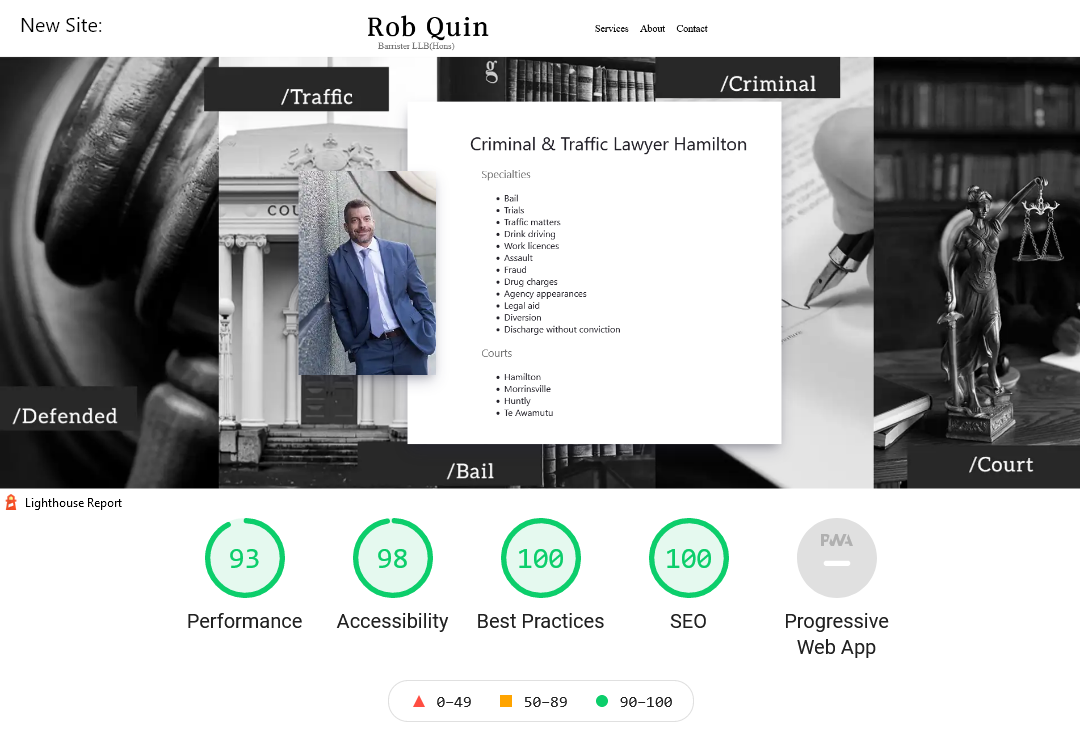 New Site:
Rob Quin
Barrister LLB(Hons)
Services About Contact
g
/Traffic
/Criminal
Criminal & Traffic Lawyer Hamilton
Specialties
• Bail
• Trials
• Traffic matters
• Drink driving
• Work licences
• Assault
• Fraud
• Drug charges
• Agency appearances
• Legal aid
• Diversion
• Discharge without conviction
Courts
• Hamilton
• Morrinsville
• Huntly
• Te Awamutu
COU
/Defended
/Bail
/Court
Lighthouse Report
93
98
100
100
PWA
Performance
Accessibility
Best Practices
SEO
Progressive
Web App
0–49
50–89
90–100